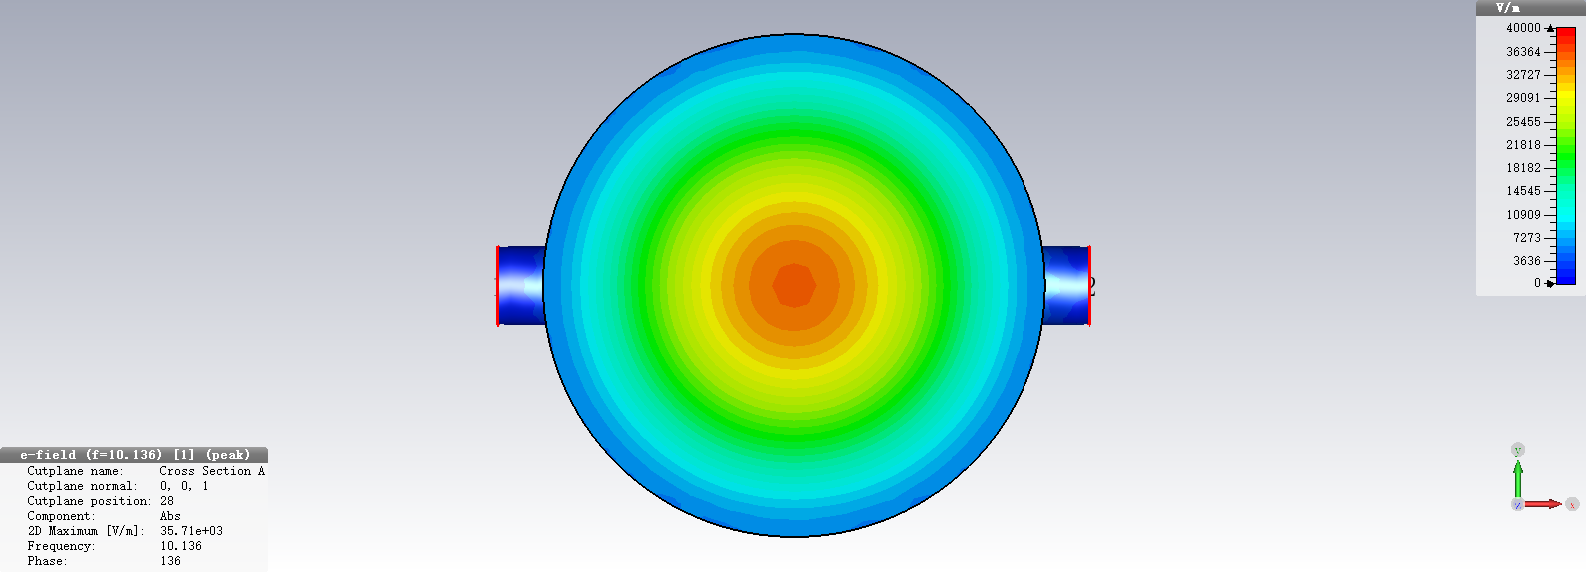 V/m
40000
36364
32727
29091
25455
21818
18182
14545
10909
7273
3636
0
2
e-field (f=10.136) [1] (peak)
Cutplane name: Cross Section A
Cutplane normal: 0, 0, 1
Cutplane position: 28
Component: Abs
2D Maximum [V/m]: 35.71e+03
Frequency: 10.136
Phase: 136
y
z
x